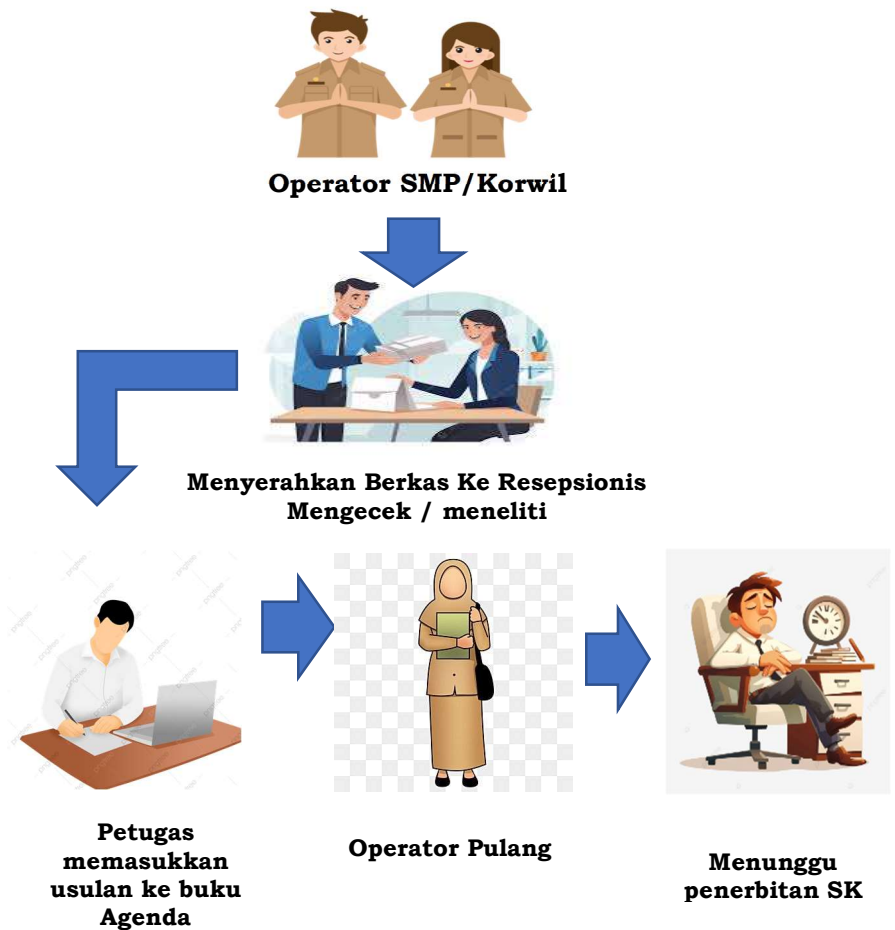 Operator SMP/Korwil
Menyerahkan Berkas Ke Resepsionis
Mengecek / meneliti
Petugas
memasukkan
usulan ke buku
Agenda
Operator Pulang
Menunggu
penerbitan SK